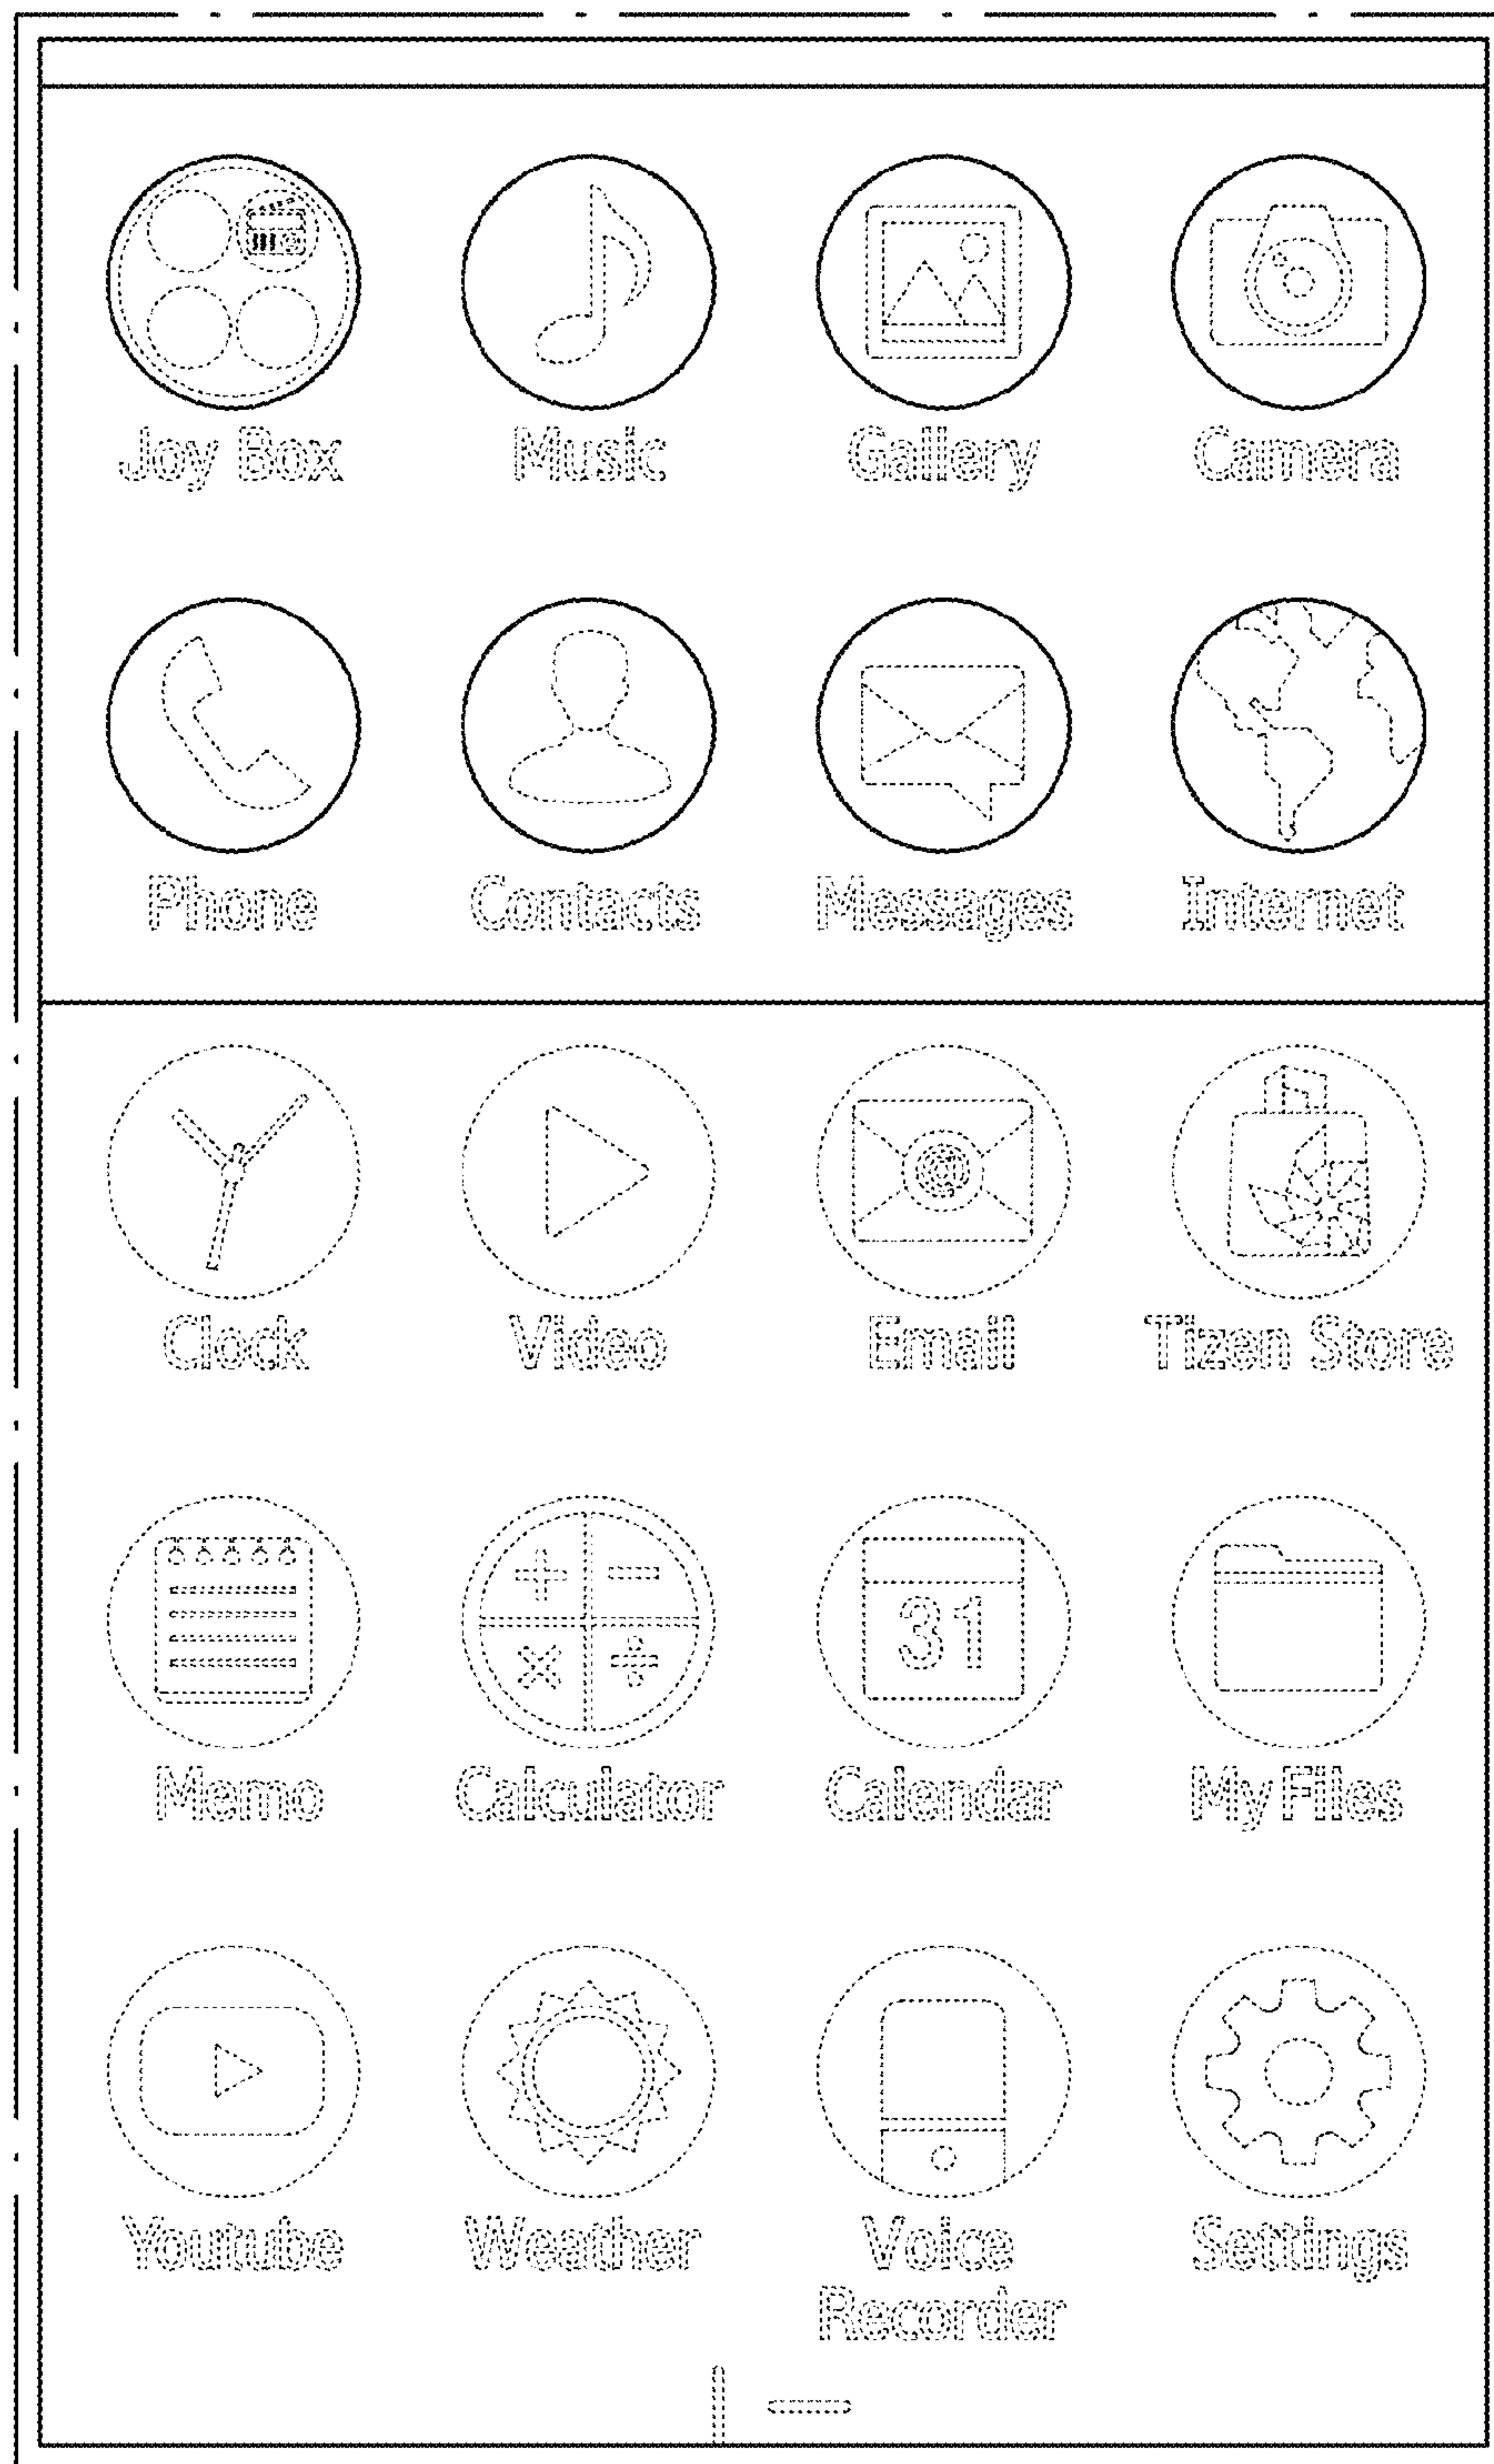 Joy Box Music Gallery Camera
Phone Contacts Messages Internet
@
Clock Video Email Tizen Store
+ −
31
× ÷
Memo Calculator Calendar My Files
Youtube Weather Voice Settings
Recorder